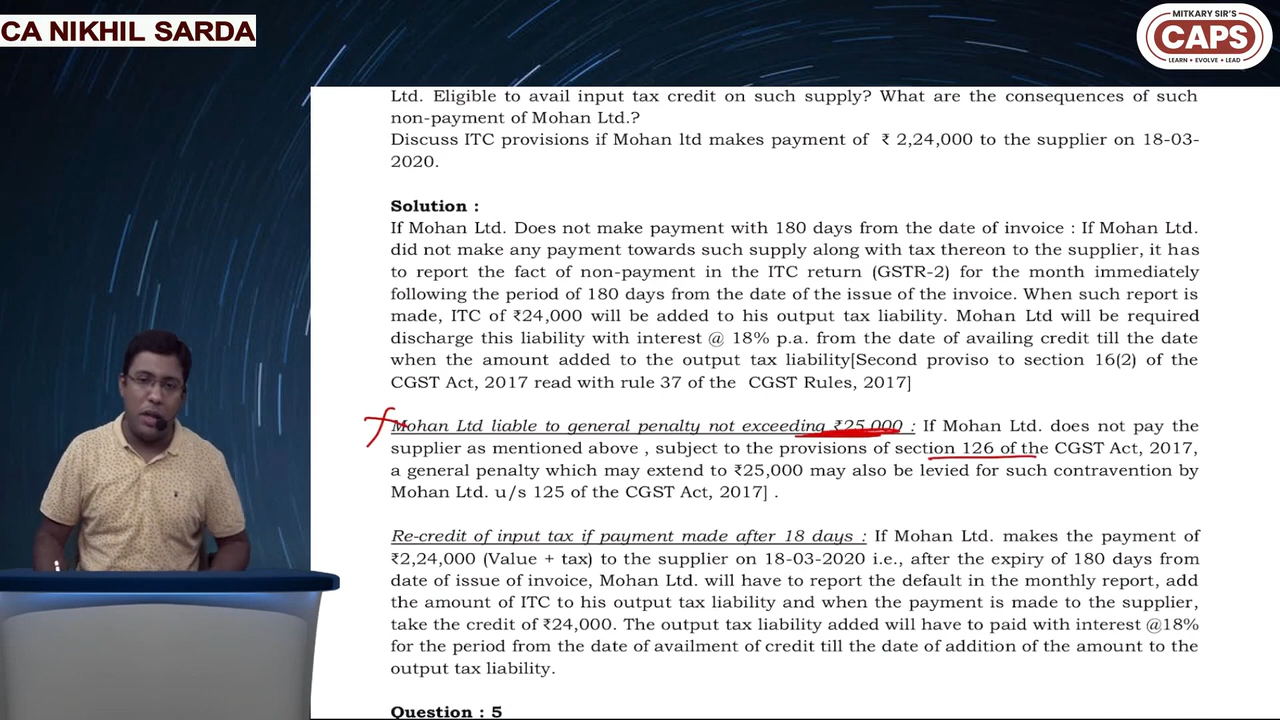 CA NIKHIL SARDA
MITKARY SIR'S
CAPS
LEARN • EVOLVE • LEAD
Ltd. Eligible to avail input tax credit on such supply? What are the consequences of such
non-payment of Mohan Ltd.?
Discuss ITC provisions if Mohan ltd makes payment of ₹ 2,24,000 to the supplier on 18-03-
2020.
Solution :
If Mohan Ltd. Does not make payment with 180 days from the date of invoice : If Mohan Ltd.
did not make any payment towards such supply along with tax thereon to the supplier, it has
to report the fact of non-payment in the ITC return (GSTR-2) for the month immediately
following the period of 180 days from the date of the issue of the invoice. When such report is
made, ITC of ₹24,000 will be added to his output tax liability. Mohan Ltd will be required
discharge this liability with interest @ 18% p.a. from the date of availing credit till the date
when the amount added to the output tax liability[Second proviso to section 16(2) of the
CGST Act, 2017 read with rule 37 of the CGST Rules, 2017]
Mohan Ltd liable to general penalty not exceeding ₹25,000 : If Mohan Ltd. does not pay the
supplier as mentioned above , subject to the provisions of section 126 of the CGST Act, 2017,
a general penalty which may extend to ₹25,000 may also be levied for such contravention by
Mohan Ltd. u/s 125 of the CGST Act, 2017] .
Re-credit of input tax if payment made after 18 days : If Mohan Ltd. makes the payment of
₹2,24,000 (Value + tax) to the supplier on 18-03-2020 i.e., after the expiry of 180 days from
date of issue of invoice, Mohan Ltd. will have to report the default in the monthly report, add
the amount of ITC to his output tax liability and when the payment is made to the supplier,
take the credit of ₹24,000. The output tax liability added will have to paid with interest @18%
for the period from the date of availment of credit till the date of addition of the amount to the
output tax liability.
Question : 5